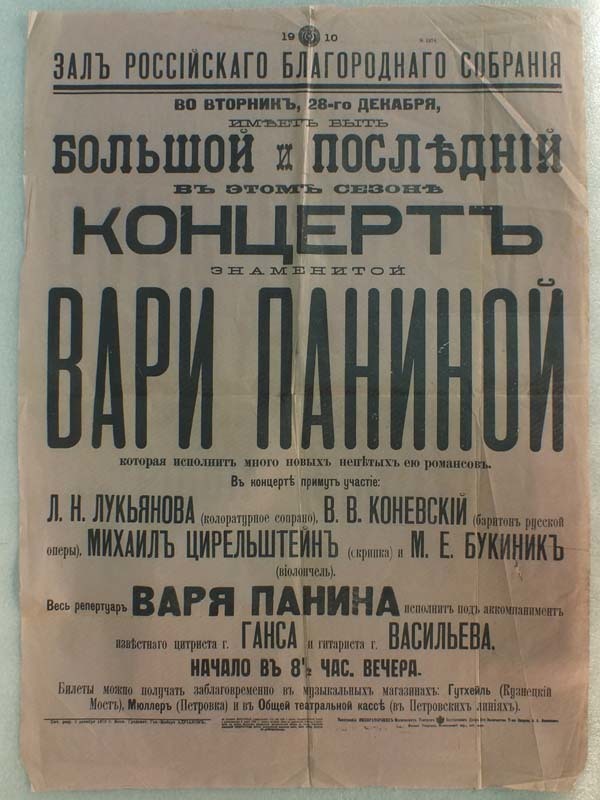 1910
ЗАЛЪ РОССІЙСКАГО БЛАГОРОДНАГО СОБРАНІЯ
ВО ВТОРНИКЪ, 28-го ДЕКАБРЯ,
ИМѢЕТЪ БЫТЬ
БОЛЬШОЙ и ПОСЛѢДНІЙ
ВЪ ЭТОМЪ СЕЗОНѢ
КОНЦЕРТЪ
ЗНАМЕНИТОЙ
ВАРИ ПАНИНОЙ
которая исполнитъ много новыхъ непѣтыхъ ею романсовъ.
Въ концертѣ примутъ участіе:
Л. Н. ЛУКЬЯНОВА (колоратурное сопрано), В. В. КОНЕВСКІЙ (баритонъ русской
оперы), МИХАИЛЪ ЦИРЕЛЬШТЕЙНЪ (скрипка) и М. Е. БУКИНИКЪ
(віолончель).
Весь репертуаръ ВАРЯ ПАНИНА исполнитъ подъ аккомпаниментъ
извѣстнаго цитриста г. ГАНСА и гитариста г. ВАСИЛЬЕВА.
НАЧАЛО ВЪ 8½ ЧАС. ВЕЧЕРА.
Билеты можно получать заблаговременно въ музыкальныхъ магазинахъ: Гутхейль (Кузнецкій
Мостъ), Мюллеръ (Петровка) и въ Общей театральной кассѣ (въ Петровскихъ линіяхъ).